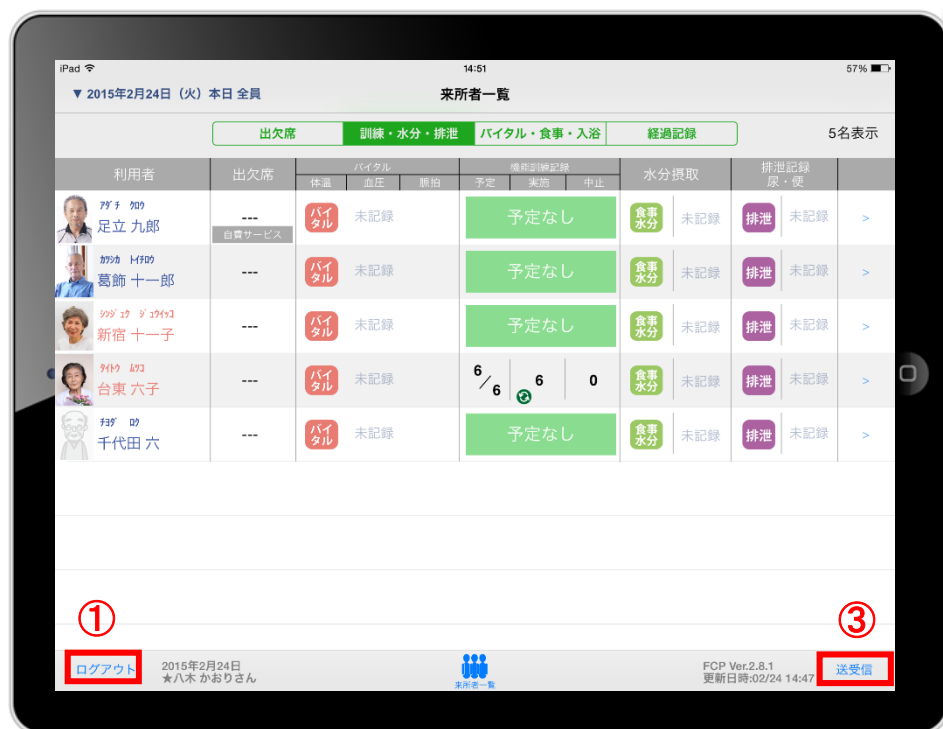 iPad 14:51 57%
▼ 2015年2月24日（火）本日 全員 来所者一覧
出欠席 訓練・水分・排泄 バイタル・食事・入浴 経過記録 5名表示
利用者 出欠席 バイタル 機能訓練記録 水分摂取 排泄記録
尿・便
体温 血圧 脈拍 予定 実施 中止
ｱﾀﾞﾁ ｸﾛｳ
足立 九郎 --- バイタル 未記録 予定なし 食事水分 未記録 排泄 未記録 >
自費サービス
ｶﾂｼｶ ﾄｲﾁﾛｳ
葛飾 十一郎 --- バイタル 未記録 予定なし 食事水分 未記録 排泄 未記録 >
ｼﾝｼﾞｭｸ ｼﾞｭｳｲﾁｺ
新宿 十一子 --- バイタル 未記録 予定なし 食事水分 未記録 排泄 未記録 >
ﾀｲﾄｳ ﾑﾂｺ
台東 六子 --- バイタル 未記録 6/6 6 0 食事水分 未記録 排泄 未記録 >
ﾁﾖﾀﾞ ﾛｸ
千代田 六 --- バイタル 未記録 予定なし 食事水分 未記録 排泄 未記録 >
① ③
ログアウト 2015年2月24日
★八木 かおりさん
来所者一覧
FCP Ver.2.8.1
更新日時:02/24 14:47
送受信